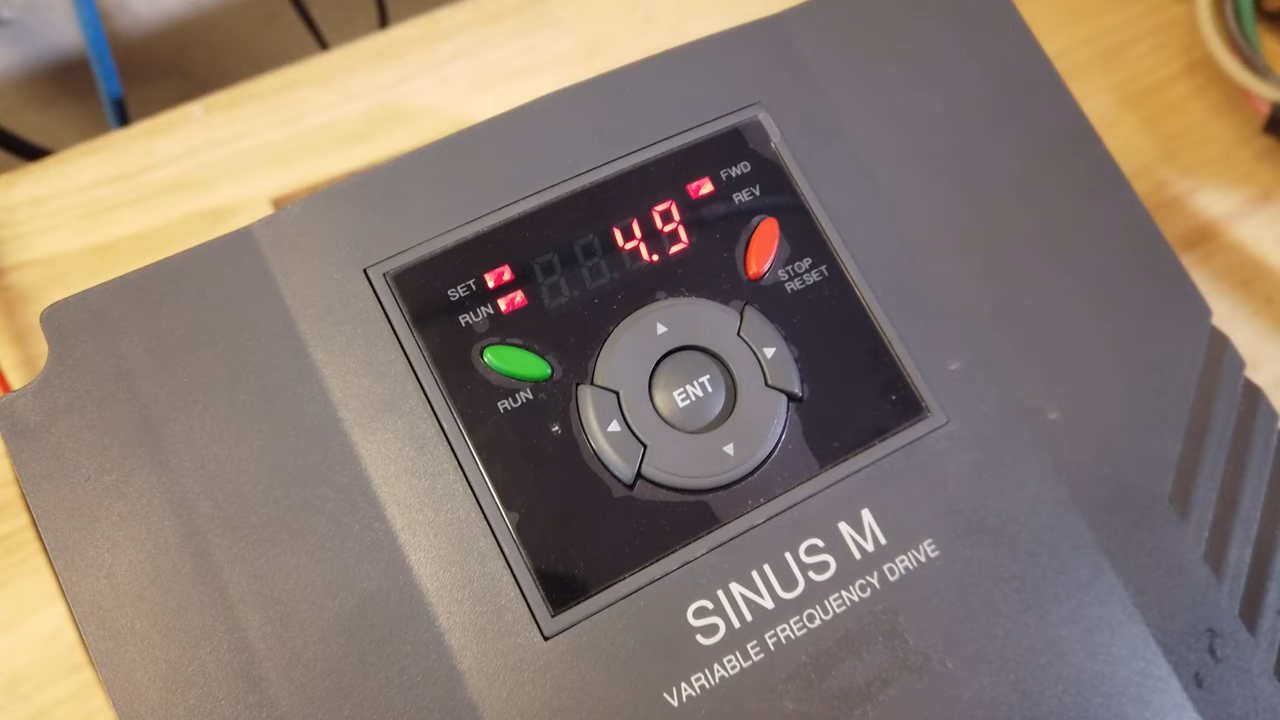 FWD
REV
4.9
SET
RUN
STOP
RESET
RUN
ENT
SINUS M
VARIABLE FREQUENCY DRIVE